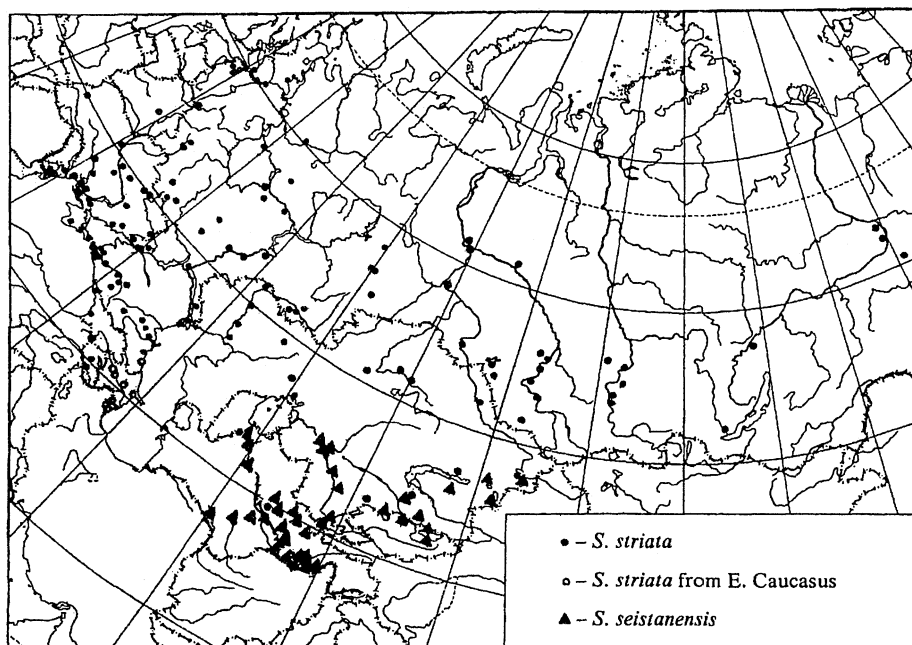 ● – S. striata
○ – S. striata from E. Caucasus
▲ – S. seistanensis